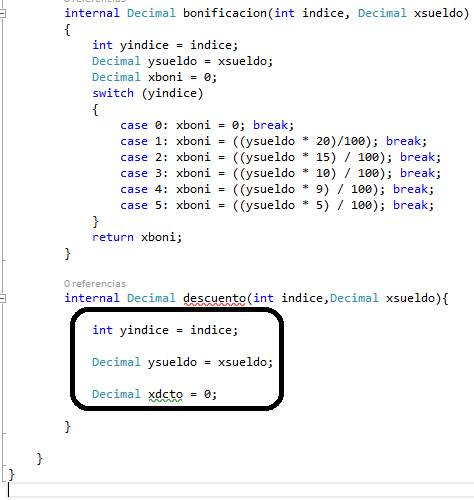 0 referencias
internal Decimal bonificacion(int indice, Decimal xsueldo)
{
int yindice = indice;
Decimal ysueldo = xsueldo;
Decimal xboni = 0;
switch (yindice)
{
case 0: xboni = 0; break;
case 1: xboni = ((ysueldo * 20)/100); break;
case 2: xboni = ((ysueldo * 15) / 100); break;
case 3: xboni = ((ysueldo * 10) / 100); break;
case 4: xboni = ((ysueldo * 9) / 100); break;
case 5: xboni = ((ysueldo * 5) / 100); break;
}
return xboni;
}
0 referencias
internal Decimal descuento(int indice,Decimal xsueldo){
int yindice = indice;
Decimal ysueldo = xsueldo;
Decimal xdcto = 0;
}
}
}